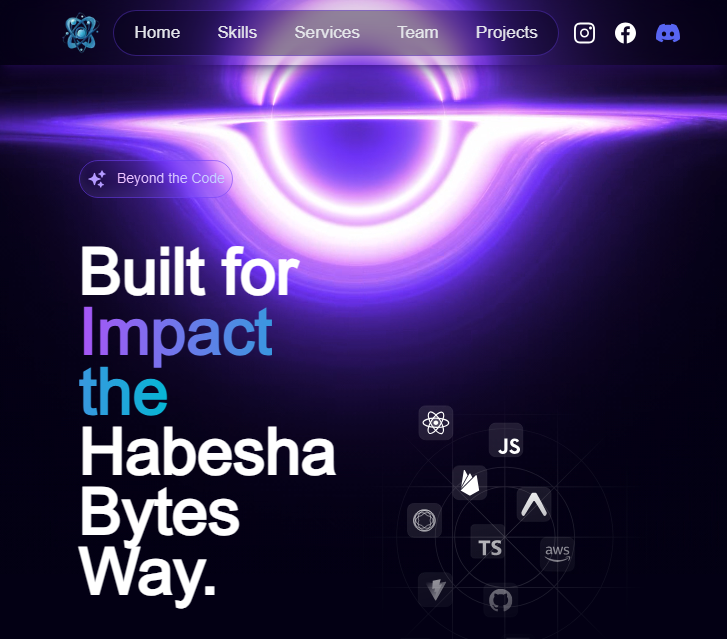 Home Skills Services Team Projects
Beyond the Code
Built for
Impact
the
Habesha
Bytes
Way.
JS
TS
aws